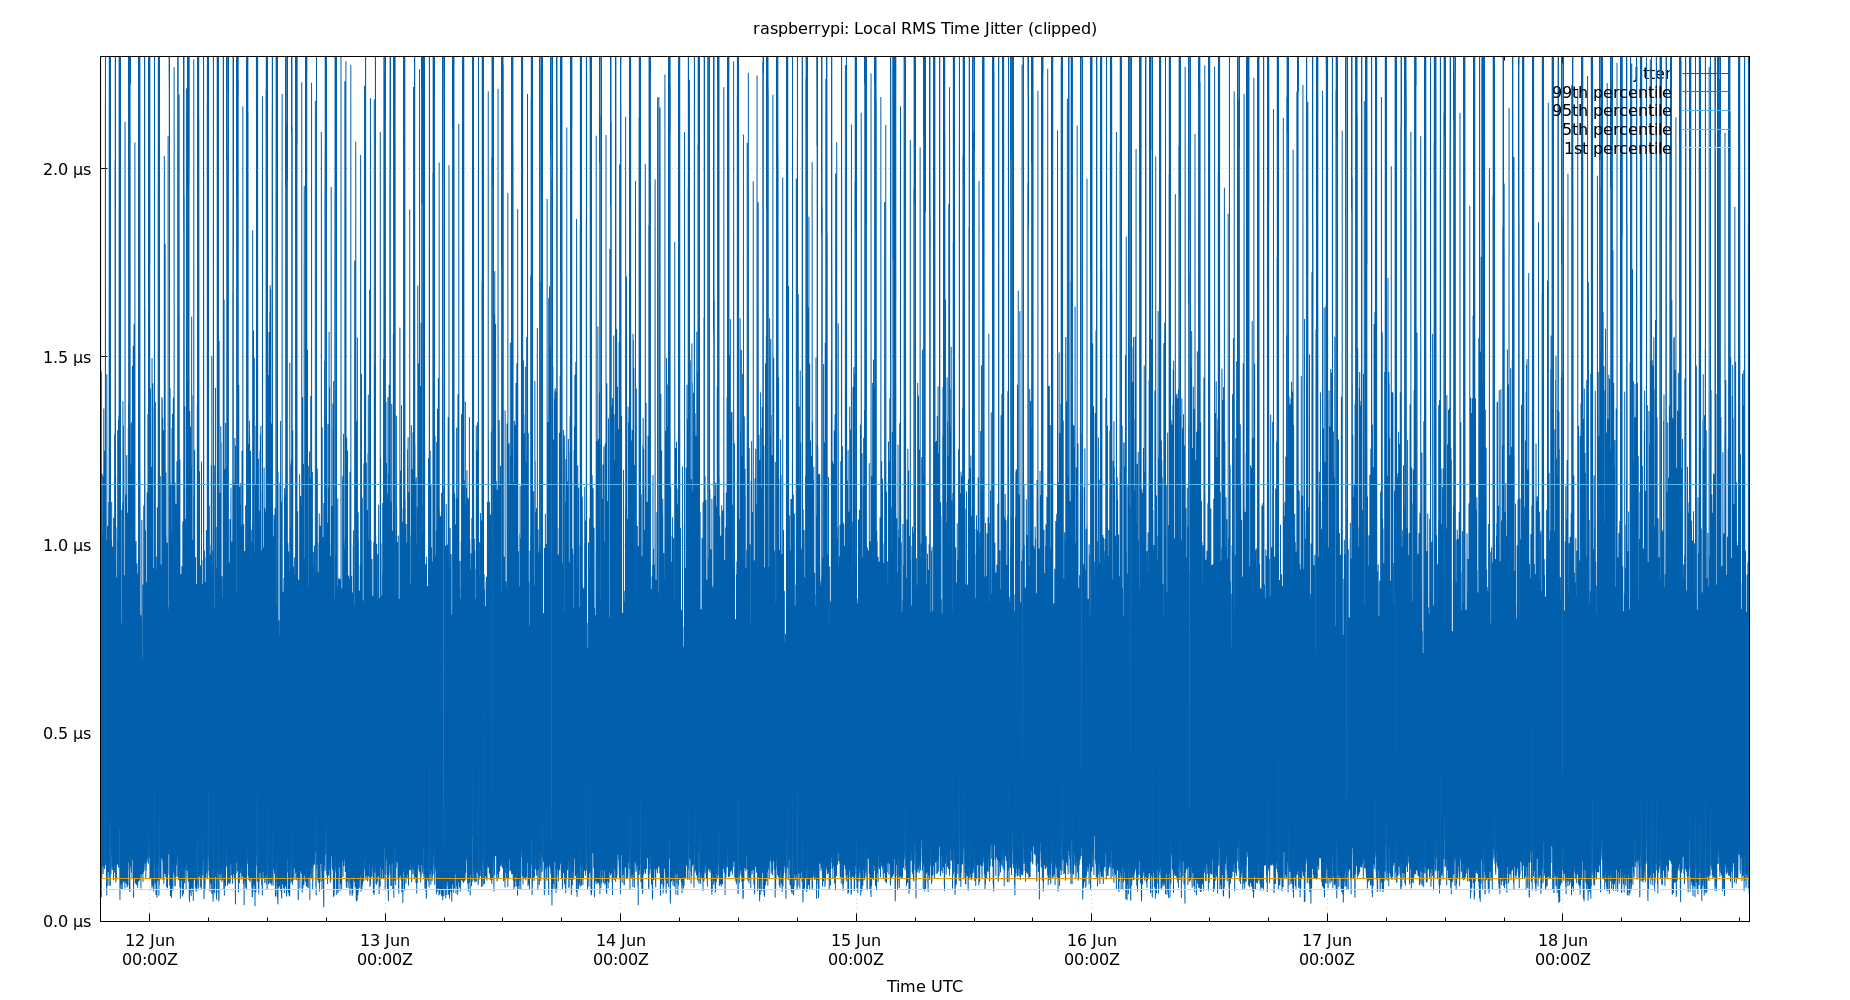 raspberrypi: Local RMS Time Jitter (clipped)
jitter
99th percentile
95th percentile
5th percentile
1st percentile
2.0 µs
1.5 µs
1.0 µs
0.5 µs
0.0 µs
12 Jun 13 Jun 14 Jun 15 Jun 16 Jun 17 Jun 18 Jun
00:00Z 00:00Z 00:00Z 00:00Z 00:00Z 00:00Z 00:00Z
Time UTC